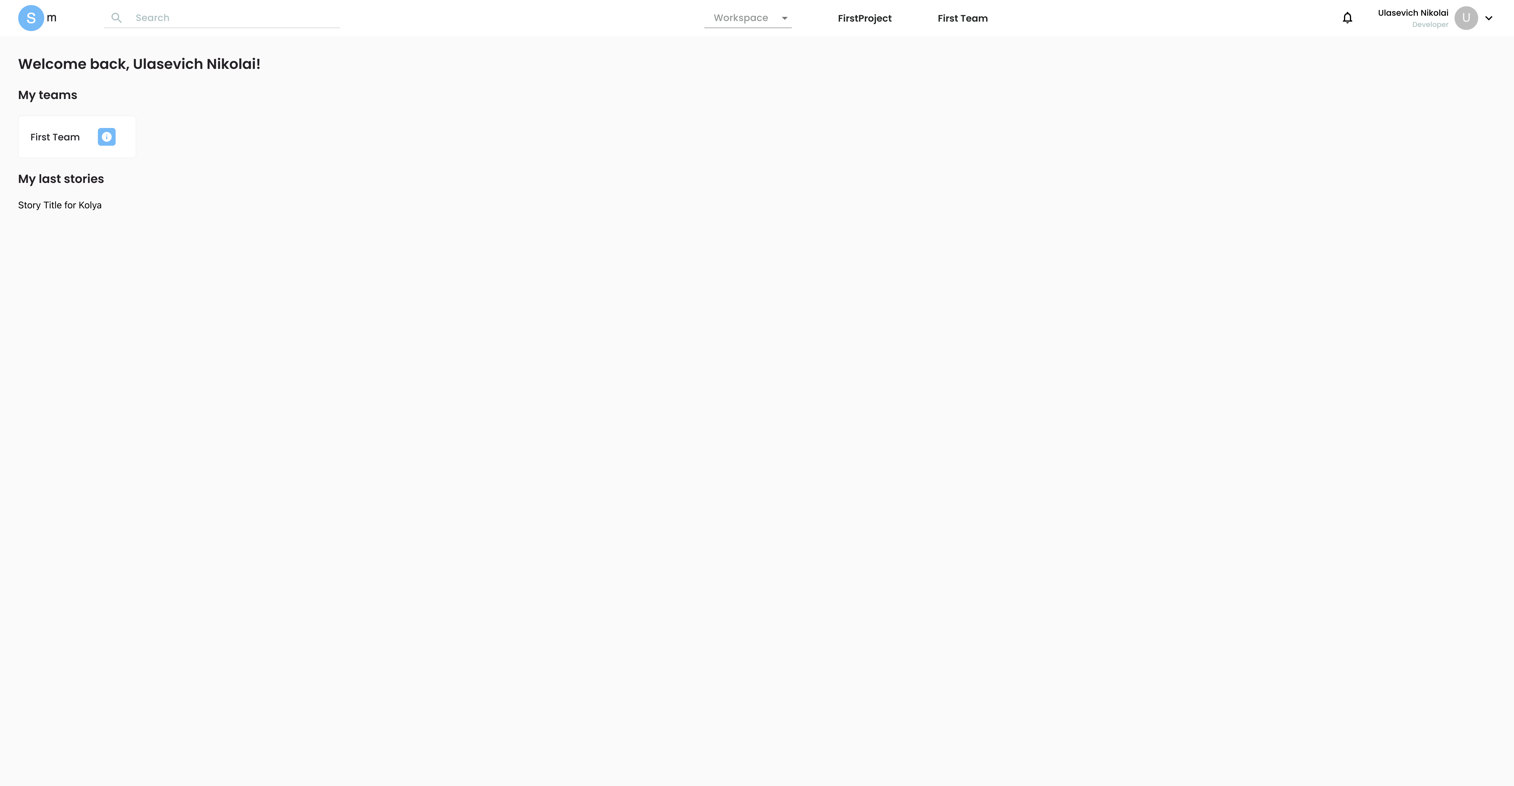 S m
Search
Workspace
FirstProject
First Team
Ulasevich Nikolai
Developer
U
Welcome back, Ulasevich Nikolai!
My teams
First Team
My last stories
Story Title for Kolya